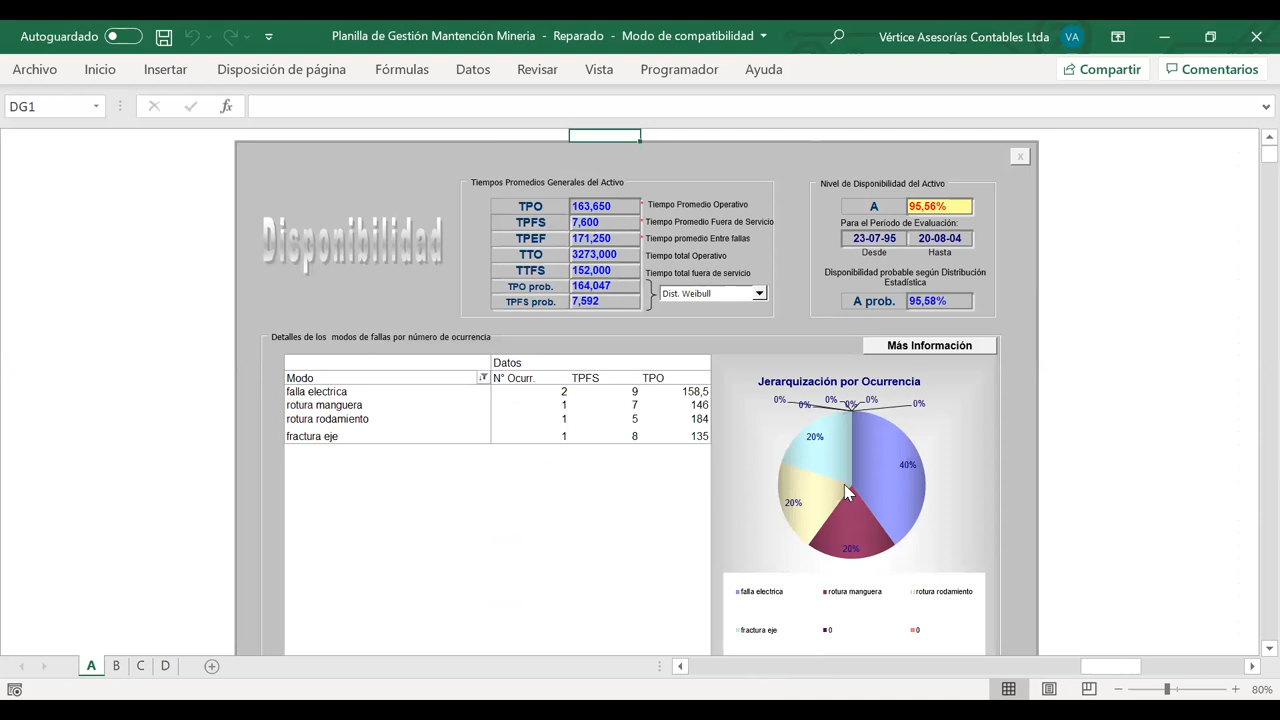 Autoguardado
Planilla de Gestión Mantención Mineria - Reparado - Modo de compatibilidad
Vértice Asesorías Contables Ltda VA
Archivo Inicio Insertar Disposición de página Fórmulas Datos Revisar Vista Programador Ayuda Compartir Comentarios
DG1 fx
x
Tiempos Promedios Generales del Activo
Nivel de Disponibilidad del Activo
Disponibilidad
TPO 163,650 * Tiempo Promedio Operativo
TPFS 7,600 * Tiempo Promedio Fuera de Servicio
TPEF 171,250 * Tiempo promedio Entre fallas
TTO 3273,000 Tiempo total Operativo
TTFS 152,000 Tiempo total fuera de servicio
TPO prob. 164,047
TPFS prob. 7,592
Dist. Weibull
A 95,56%
Para el Período de Evaluación:
23-07-95 20-08-04
Desde Hasta
Disponibilidad probable según Distribución
Estadística
A prob. 95,58%
Detalles de los modos de fallas por número de ocurrencia
Más Información
Datos
Modo N° Ocurr. TPFS TPO
falla electrica 2 9 158,5
rotura manguera 1 7 146
rotura rodamiento 1 5 184
fractura eje 1 8 135
Jerarquización por Ocurrencia
0% 0% 0% 0% 0% 0%
20% 40%
20%
20%
falla electrica rotura manguera rotura rodamiento
fractura eje 0 0
A B C D
80%